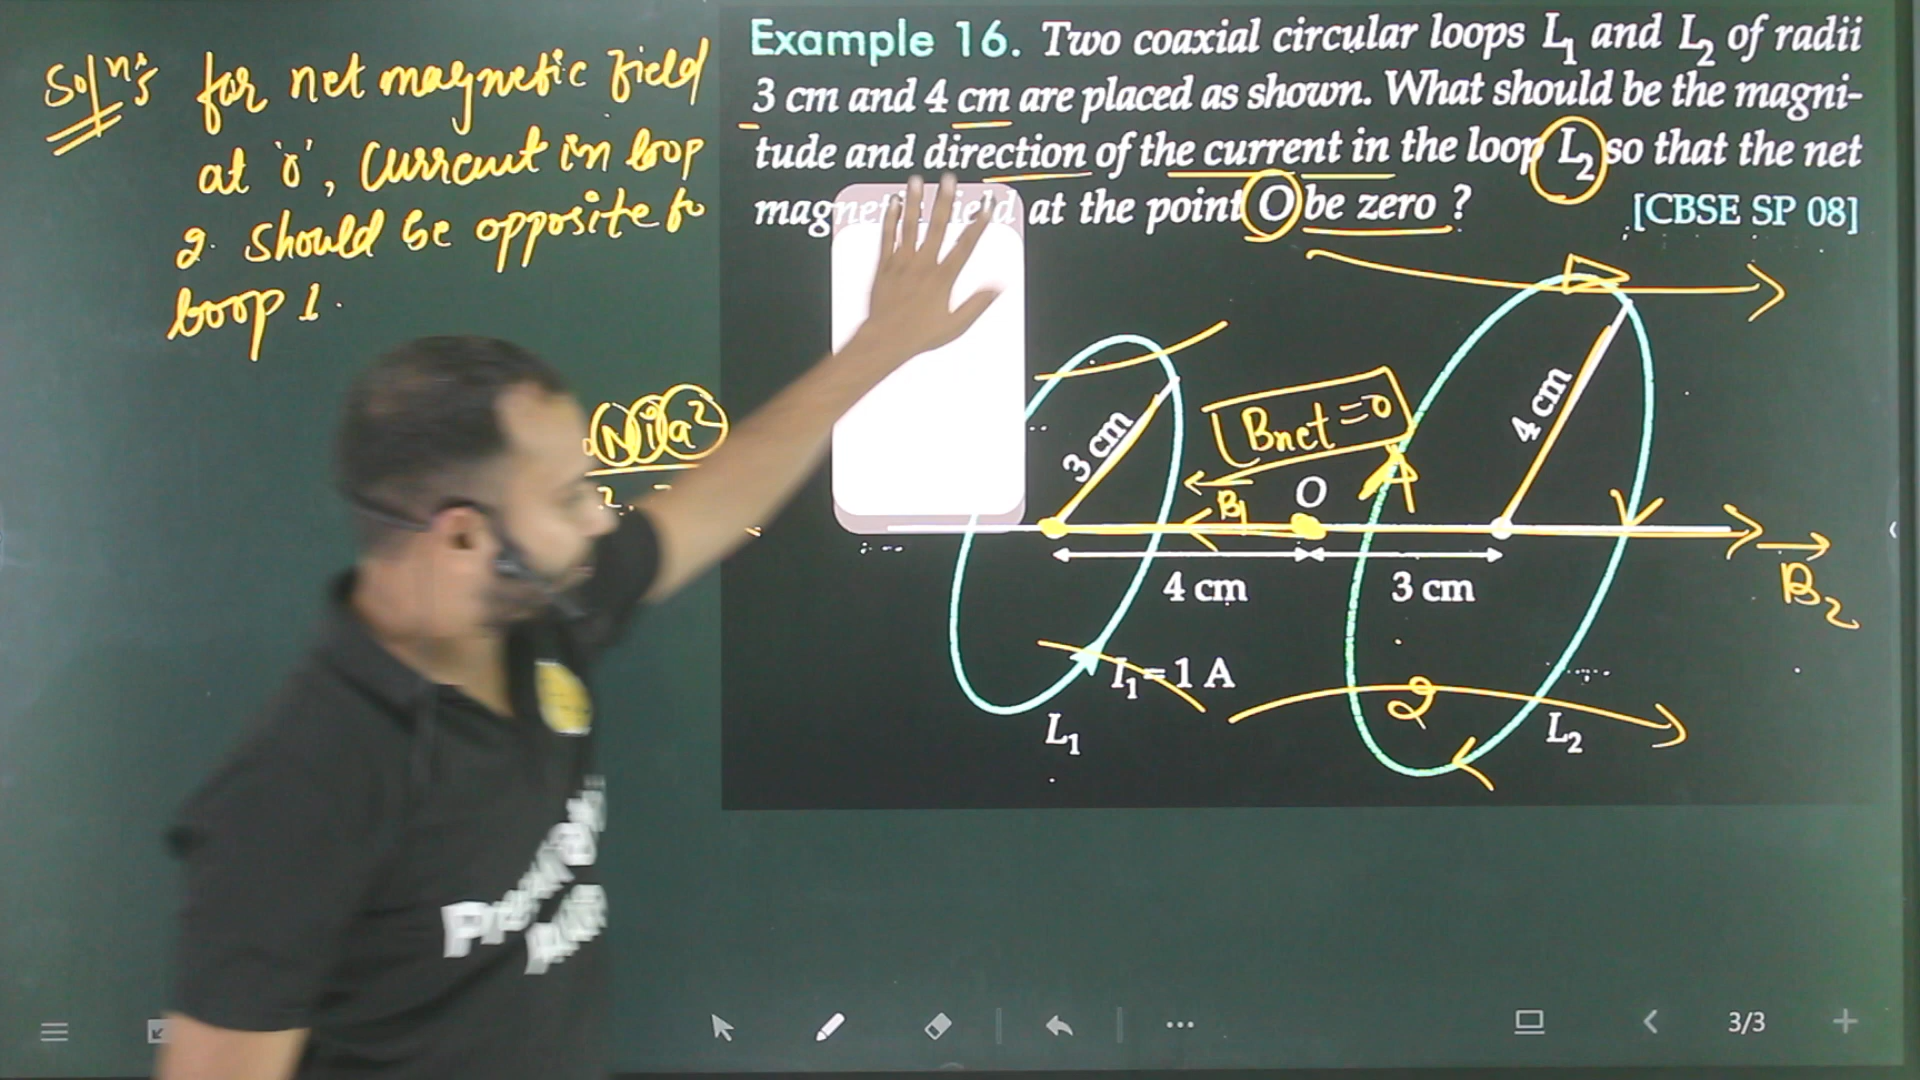 Solⁿ:
for net magnetic field
at 'o', current in loop
2. should be opposite to
loop 1.
N i a²
Example 16. Two coaxial circular loops L₁ and L₂ of radii
3 cm and 4 cm are placed as shown. What should be the magni-
tude and direction of the current in the loop L₂ so that the net
magnetic field at the point O be zero ?
[CBSE SP 08]
3 cm
Bnet = 0
4 cm
B₁
O
4 cm
3 cm
B₂
I₁ = 1 A
2
L₁
L₂
3/3